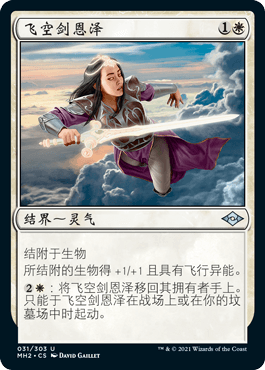 飞空剑恩泽 1
结界～灵气
结附于生物
所结附的生物得 +1/+1 且具有飞行异能。
2 ：将飞空剑恩泽移回其拥有者手上。
只能于飞空剑恩泽在战场上或在你的坟
墓场中时起动。
031/303 U
MH2 • CS DAVID GAILLET
™ & © 2021 Wizards of the Coast